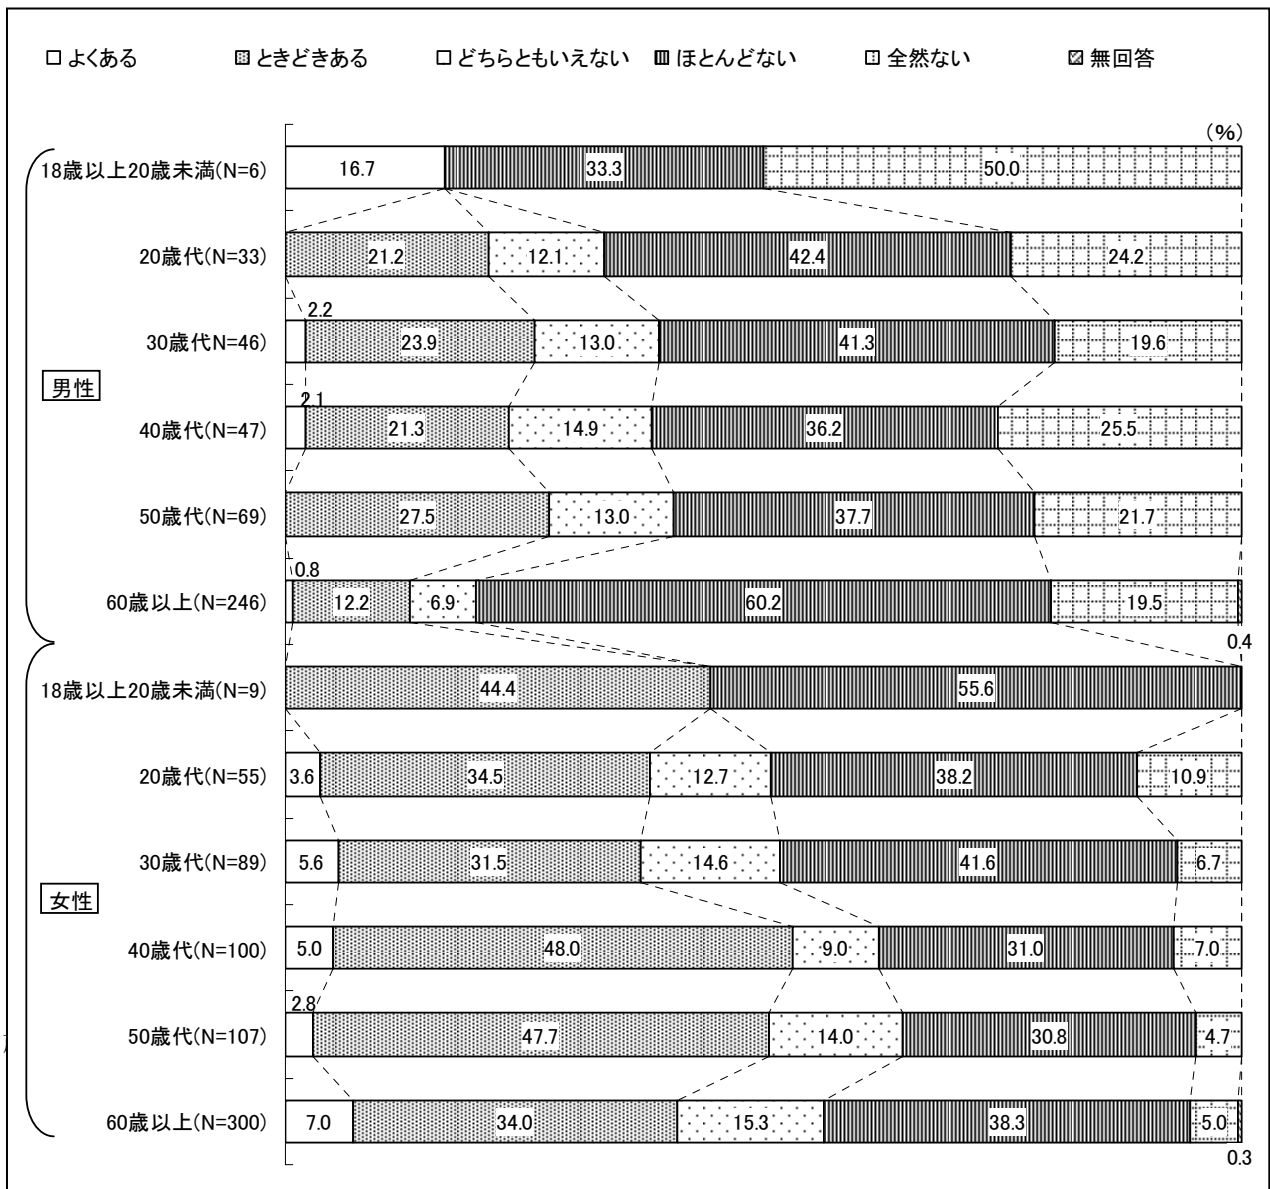 よくある ときどきある どちらともいえない ほとんどない 全然ない 無回答
(%)
18歳以上20歳未満(N=6) 16.7 33.3 50.0
20歳代(N=33) 21.2 12.1 42.4 24.2
2.2
30歳代N=46) 23.9 13.0 41.3 19.6
男性
2.1
40歳代(N=47) 21.3 14.9 36.2 25.5
50歳代(N=69) 27.5 13.0 37.7 21.7
0.8
60歳以上(N=246) 12.2 6.9 60.2 19.5
0.4
18歳以上20歳未満(N=9) 44.4 55.6
20歳代(N=55) 3.6 34.5 12.7 38.2 10.9
30歳代(N=89) 5.6 31.5 14.6 41.6 6.7
女性
40歳代(N=100) 5.0 48.0 9.0 31.0 7.0
2.8
50歳代(N=107) 47.7 14.0 30.8 4.7
60歳以上(N=300) 7.0 34.0 15.3 38.3 5.0
0.3